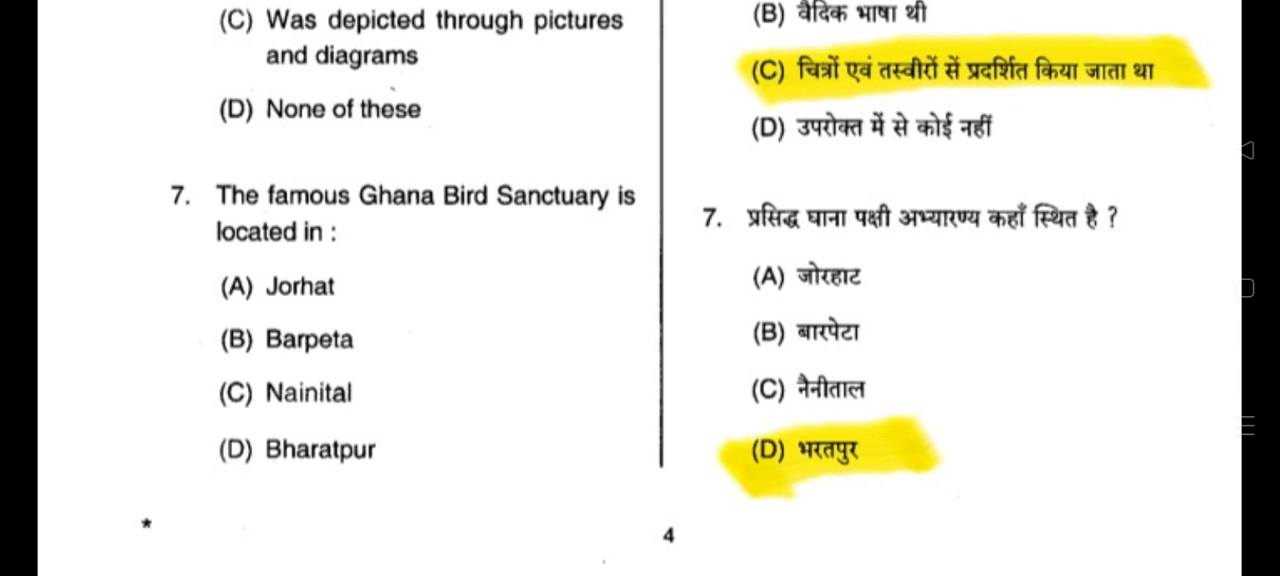 (C) Was depicted through pictures
and diagrams
(D) None of these
7. The famous Ghana Bird Sanctuary is
located in :
(A) Jorhat
(B) Barpeta
(C) Nainital
(D) Bharatpur
*
(B) वैदिक भाषा थी
(C) चित्रों एवं तस्वीरों सें प्रदर्शित किया जाता था
(D) उपरोक्त में से कोई नहीं
7. प्रसिद्ध घाना पक्षी अभ्यारण्य कहाँ स्थित है ?
(A) जोरहाट
(B) बारपेटा
(C) नैनीताल
(D) भरतपुर
4